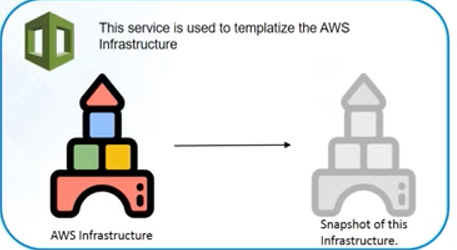 This service is used to templatize the AWS
Infrastructure
AWS Infrastructure
Snapshot of this
Infrastructure.